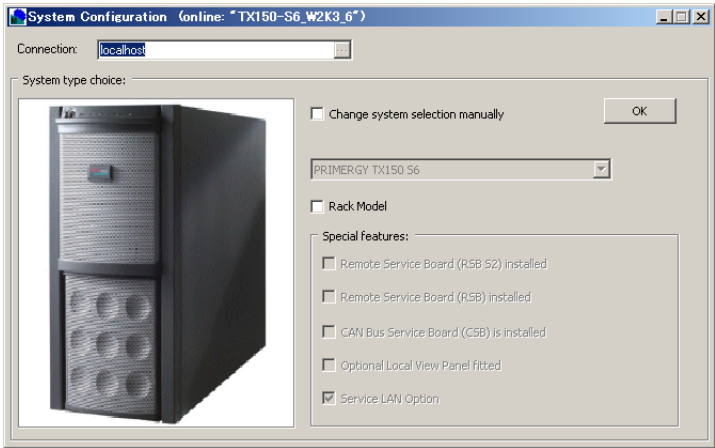 System Configuration (online: "TX150-S6_W2K3_6")
Connection: localhost ...
System type choice:
Change system selection manually
OK
PRIMERGY TX150 S6
Rack Model
Special features:
Remote Service Board (RSB S2) installed
Remote Service Board (RSB) installed
CAN Bus Service Board (CSB) is installed
Optional Local View Panel fitted
Service LAN Option